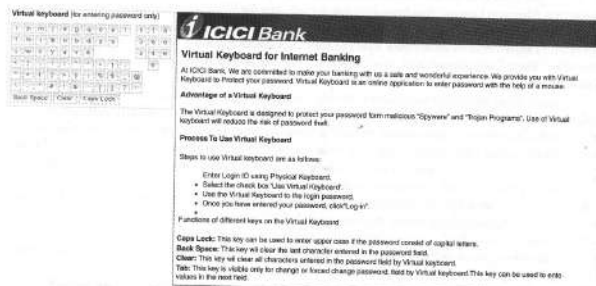 Virtual keyboard (for entering password only)
Back Space Clear Caps Lock
ICICI Bank
Virtual Keyboard for Internet Banking
At ICICI Bank, We are committed to make your banking with us a safe and wonderful experience. We provide you with Virtual
Keyboard to Protect your password. Virtual Keyboard is an online application to enter password with the help of a mouse.
Advantage of a Virtual Keyboard
The Virtual Keyboard is designed to protect your password form malicious "Spyware" and "Trojan Programs". Use of Virtual
keyboard will reduce the risk of password theft.
Process To Use Virtual Keyboard
Steps to use Virtual keyboard are as follows:
Enter Login ID using Physical Keyboard.
• Select the check box 'Use Virtual Keyboard'.
• Use the Virtual Keyboard to the login password.
• Once you have entered your password, click"Log-in".
Functions of different keys on the Virtual Keyboard
Caps Lock: This key can be used to enter upper case if the password consist of capital letters.
Back Space: This key will clear the last character entered in the password field.
Clear: This key will clear all characters entered in the password field by Virtual keyboard.
Tab: This key is visible only for change or forced change password, field by Virtual keyboard.This key can be used to ente
values in the next field.